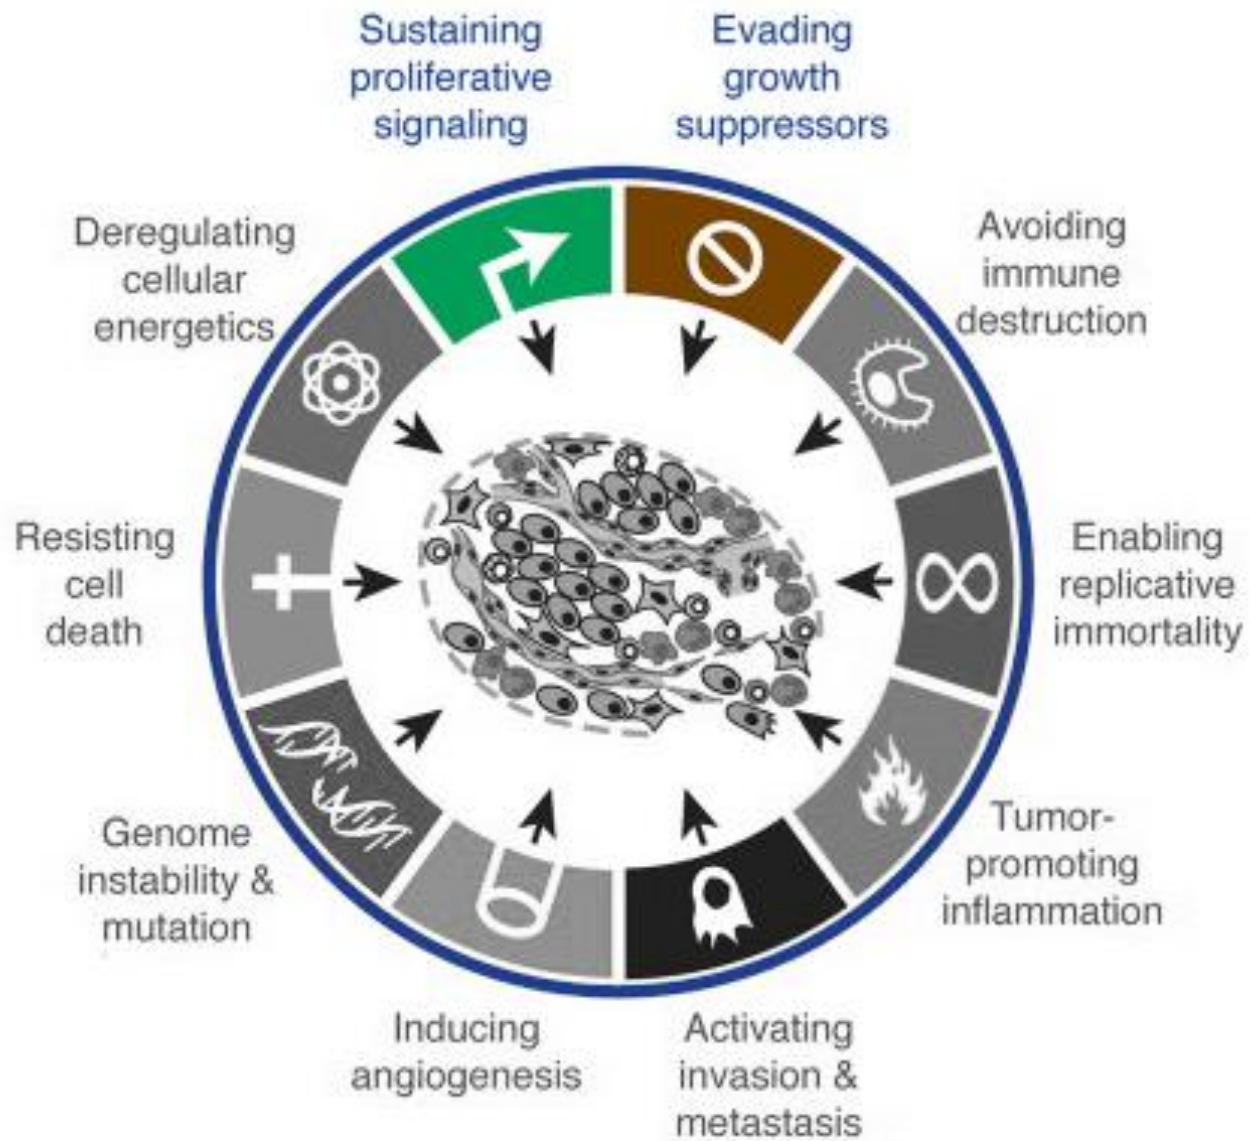 Sustaining
proliferative
signaling
Evading
growth
suppressors
Avoiding
immune
destruction
Enabling
replicative
immortality
Tumor-
promoting
inflammation
Activating
invasion &
metastasis
Inducing
angiogenesis
Genome
instability &
mutation
Resisting
cell
death
Deregulating
cellular
energetics